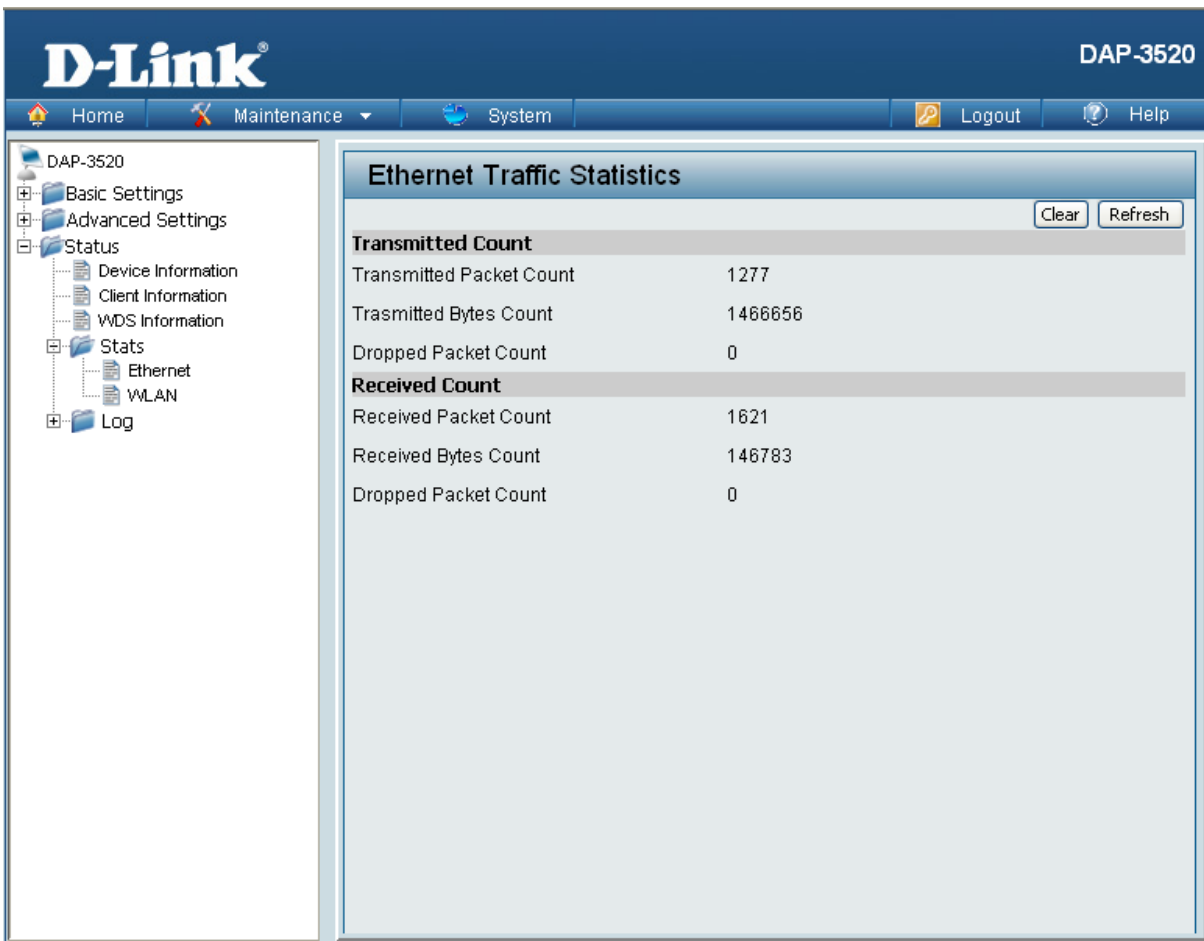 D-Link®
DAP-3520
Home Maintenance System Logout Help
DAP-3520
Basic Settings
Advanced Settings
Status
Device Information
Client Information
WDS Information
Stats
Ethernet
WLAN
Log
Ethernet Traffic Statistics
Clear Refresh
Transmitted Count
Transmitted Packet Count 1277
Trasmitted Bytes Count 1466656
Dropped Packet Count 0
Received Count
Received Packet Count 1621
Received Bytes Count 146783
Dropped Packet Count 0